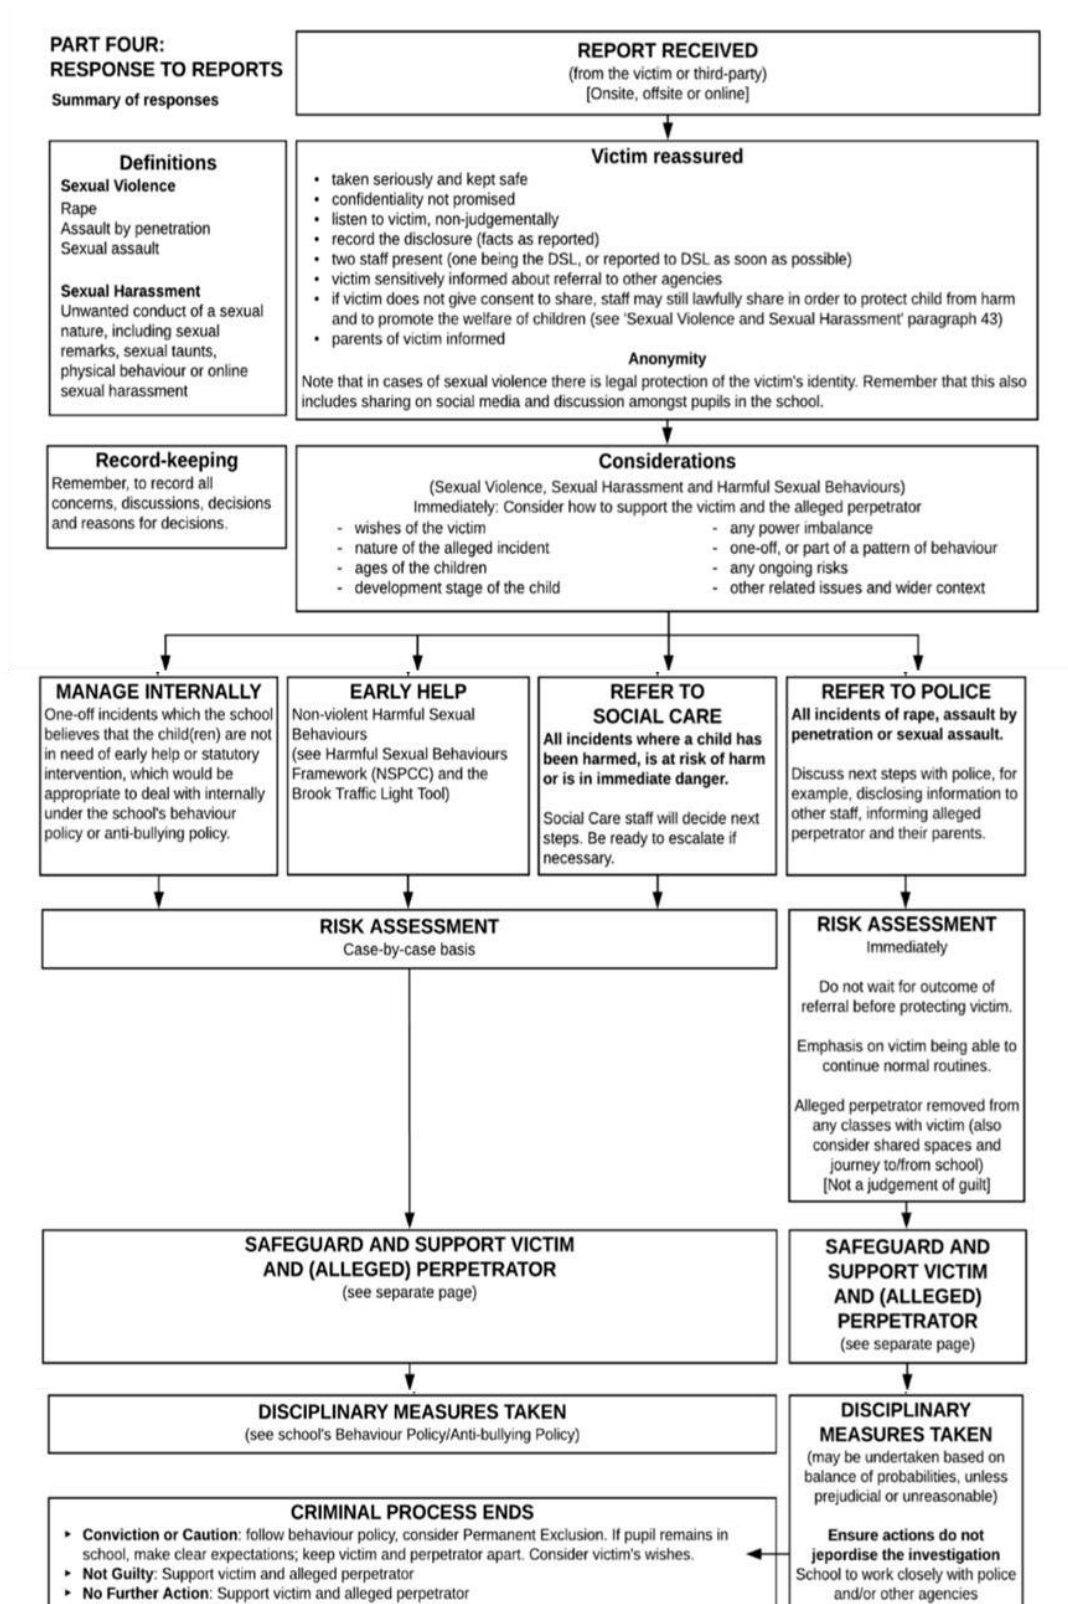 PART FOUR:
RESPONSE TO REPORTS
Summary of responses
REPORT RECEIVED
(from the victim or third-party)
[Onsite, offsite or online]
Definitions
Sexual Violence
Rape
Assault by penetration
Sexual assault
Sexual Harassment
Unwanted conduct of a sexual
nature, including sexual
remarks, sexual taunts,
physical behaviour or online
sexual harassment
Victim reassured
• taken seriously and kept safe
• confidentiality not promised
• listen to victim, non-judgementally
• record the disclosure (facts as reported)
• two staff present (one being the DSL, or reported to DSL as soon as possible)
• victim sensitively informed about referral to other agencies
• if victim does not give consent to share, staff may still lawfully share in order to protect child from harm
and to promote the welfare of children (see 'Sexual Violence and Sexual Harassment' paragraph 43)
• parents of victim informed
Anonymity
Note that in cases of sexual violence there is legal protection of the victim's identity. Remember that this also
includes sharing on social media and discussion amongst pupils in the school.
Record-keeping
Remember, to record all
concerns, discussions, decisions
and reasons for decisions.
Considerations
(Sexual Violence, Sexual Harassment and Harmful Sexual Behaviours)
Immediately: Consider how to support the victim and the alleged perpetrator
- wishes of the victim
- nature of the alleged incident
- ages of the children
- development stage of the child
- any power imbalance
- one-off, or part of a pattern of behaviour
- any ongoing risks
- other related issues and wider context
MANAGE INTERNALLY
One-off incidents which the school
believes that the child(ren) are not
in need of early help or statutory
intervention, which would be
appropriate to deal with internally
under the school's behaviour
policy or anti-bullying policy.
EARLY HELP
Non-violent Harmful Sexual
Behaviours
(see Harmful Sexual Behaviours
Framework (NSPCC) and the
Brook Traffic Light Tool)
REFER TO
SOCIAL CARE
All incidents where a child has
been harmed, is at risk of harm
or is in immediate danger.
Social Care staff will decide next
steps. Be ready to escalate if
necessary.
REFER TO POLICE
All incidents of rape, assault by
penetration or sexual assault.
Discuss next steps with police, for
example, disclosing information to
other staff, informing alleged
perpetrator and their parents.
RISK ASSESSMENT
Case-by-case basis
RISK ASSESSMENT
Immediately
Do not wait for outcome of
referral before protecting victim.
Emphasis on victim being able to
continue normal routines.
Alleged perpetrator removed from
any classes with victim (also
consider shared spaces and
journey to/from school)
[Not a judgement of guilt]
SAFEGUARD AND SUPPORT VICTIM
AND (ALLEGED) PERPETRATOR
(see separate page)
SAFEGUARD AND
SUPPORT VICTIM
AND (ALLEGED)
PERPETRATOR
(see separate page)
DISCIPLINARY MEASURES TAKEN
(see school's Behaviour Policy/Anti-bullying Policy)
DISCIPLINARY
MEASURES TAKEN
(may be undertaken based on
balance of probabilities, unless
prejudicial or unreasonable)
Ensure actions do not
jepordise the investigation
School to work closely with police
and/or other agencies
CRIMINAL PROCESS ENDS
▸ Conviction or Caution: follow behaviour policy, consider Permanent Exclusion. If pupil remains in
school, make clear expectations; keep victim and perpetrator apart. Consider victim's wishes.
▸ Not Guilty: Support victim and alleged perpetrator
▸ No Further Action: Support victim and alleged perpetrator